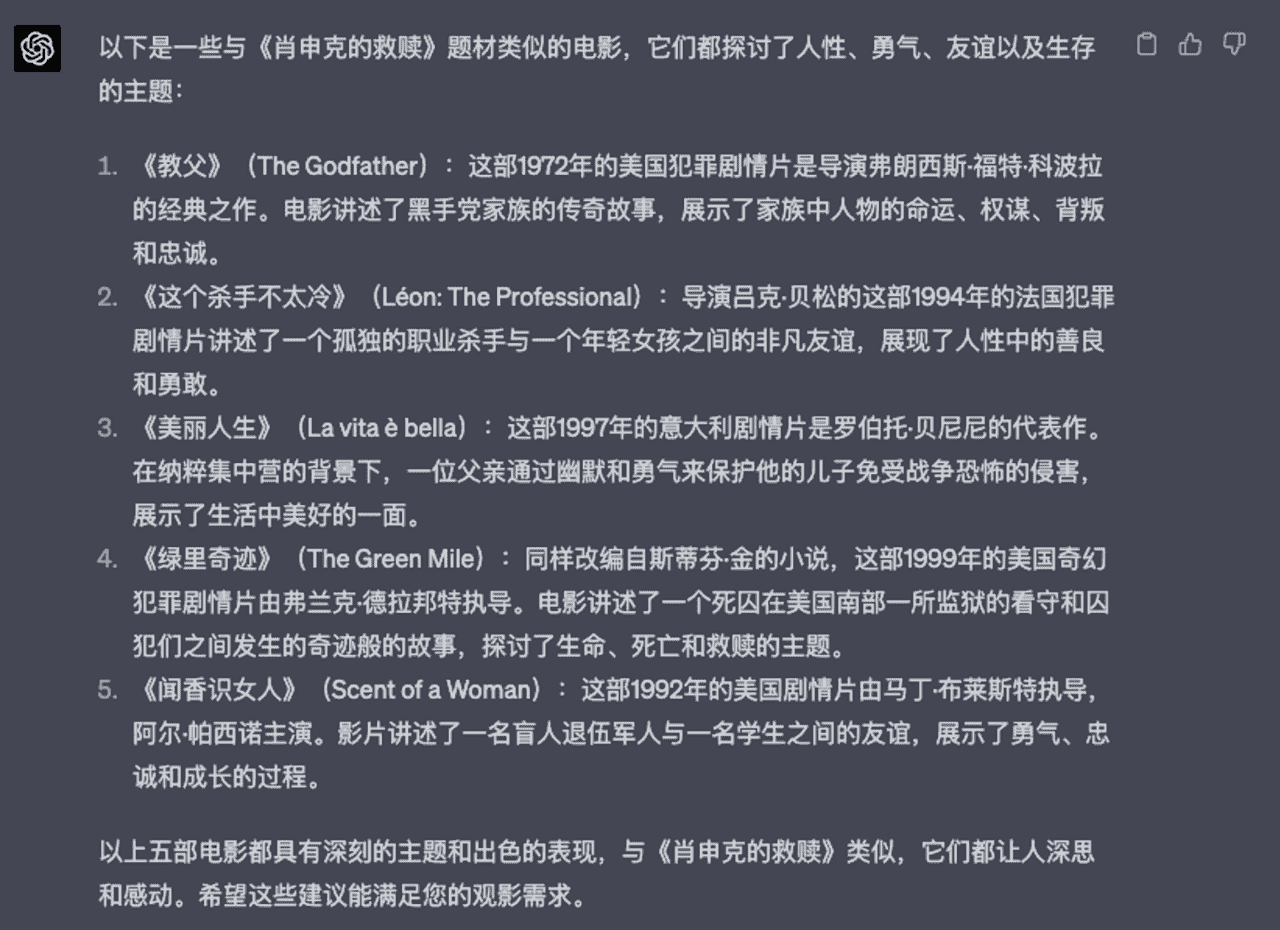 以下是一些与《肖申克的救赎》题材类似的电影，它们都探讨了人性、勇气、友谊以及生存
的主题：
1. 《教父》（The Godfather）：这部1972年的美国犯罪剧情片是导演弗朗西斯·福特·科波拉
的经典之作。电影讲述了黑手党家族的传奇故事，展示了家族中人物的命运、权谋、背叛
和忠诚。
2. 《这个杀手不太冷》（Léon: The Professional）：导演吕克·贝松的这部1994年的法国犯罪
剧情片讲述了一个孤独的职业杀手与一个年轻女孩之间的非凡友谊，展现了人性中的善良
和勇敢。
3. 《美丽人生》（La vita è bella）：这部1997年的意大利剧情片是罗伯托·贝尼尼的代表作。
在纳粹集中营的背景下，一位父亲通过幽默和勇气来保护他的儿子免受战争恐怖的侵害，
展示了生活中美好的一面。
4. 《绿里奇迹》（The Green Mile）：同样改编自斯蒂芬·金的小说，这部1999年的美国奇幻
犯罪剧情片由弗兰克·德拉邦特执导。电影讲述了一个死囚在美国南部一所监狱的看守和囚
犯们之间发生的奇迹般的故事，探讨了生命、死亡和救赎的主题。
5. 《闻香识女人》（Scent of a Woman）：这部1992年的美国剧情片由马丁·布莱斯特执导，
阿尔·帕西诺主演。影片讲述了一名盲人退伍军人与一名学生之间的友谊，展示了勇气、忠
诚和成长的过程。
以上五部电影都具有深刻的主题和出色的表现，与《肖申克的救赎》类似，它们都让人深思
和感动。希望这些建议能满足您的观影需求。